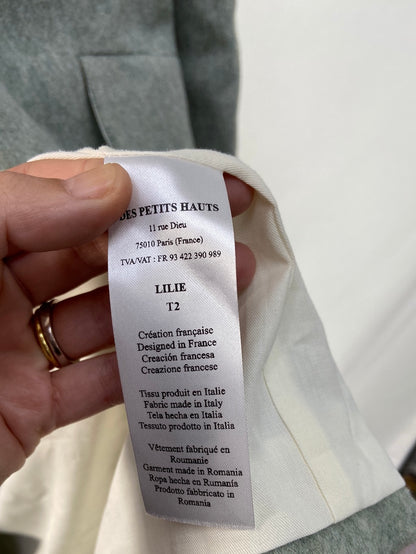 DES PETITS HAUTS
11 rue Dieu
75010 Paris (France)
TVA/VAT : FR 93 422 390 989
LILIE
T2
Création française
Designed in France
Creación francesa
Creazione francese
Tissu produit en Italie
Fabric made in Italy
Tela hecha en Italia
Tessuto prodotto in Italia
Vêtement fabriqué en
Roumanie
Garment made in Romania
Ropa hecha en Rumanía
Prodotto fabbricato in
Romania